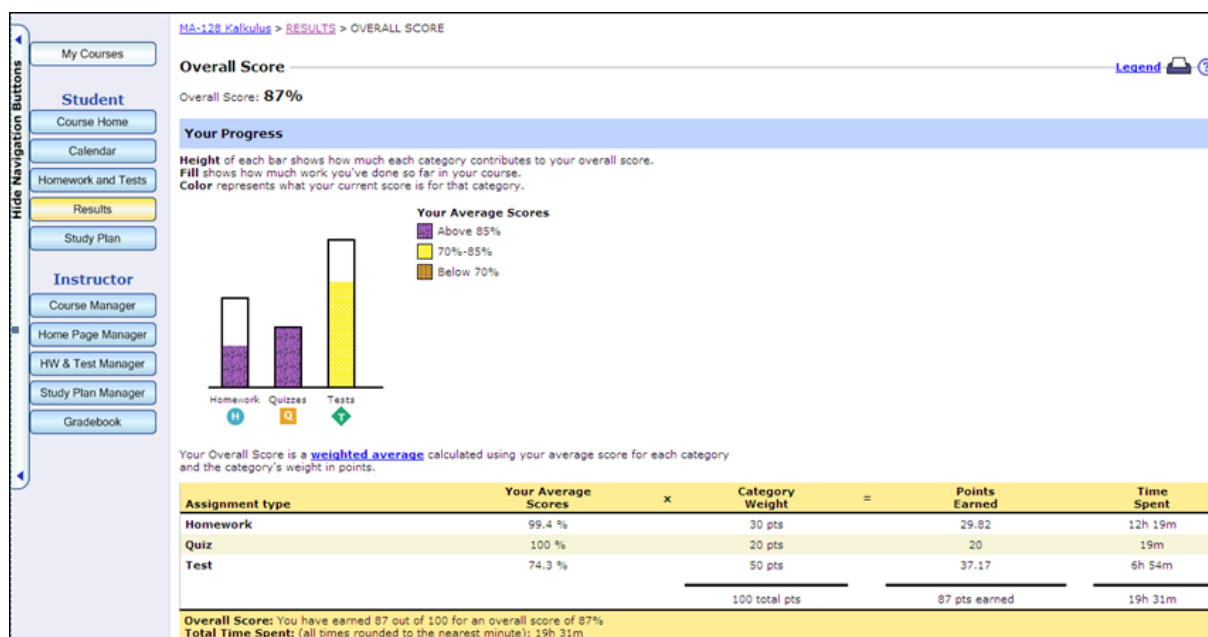 MA-128 Kalkulus > RESULTS > OVERALL SCORE
Hide Navigation Buttons
My Courses
Student
Course Home
Calendar
Homework and Tests
Results
Study Plan
Instructor
Course Manager
Home Page Manager
HW & Test Manager
Study Plan Manager
Gradebook
Overall Score
Legend ?
Overall Score: 87%
Your Progress
Height of each bar shows how much each category contributes to your overall score.
Fill shows how much work you've done so far in your course.
Color represents what your current score is for that category.
Your Average Scores
Above 85%
70%-85%
Below 70%
Homework Quizzes Tests
H Q T
Your Overall Score is a weighted average calculated using your average score for each category
and the category's weight in points.
Assignment type Your Average Scores x Category Weight = Points Earned Time Spent
Homework 99.4 % 30 pts 29.82 12h 19m
Quiz 100 % 20 pts 20 19m
Test 74.3 % 50 pts 37.17 6h 54m
100 total pts 87 pts earned 19h 31m
Overall Score: You have earned 87 out of 100 for an overall score of 87%
Total Time Spent: (all times rounded to the nearest minute): 19h 31m